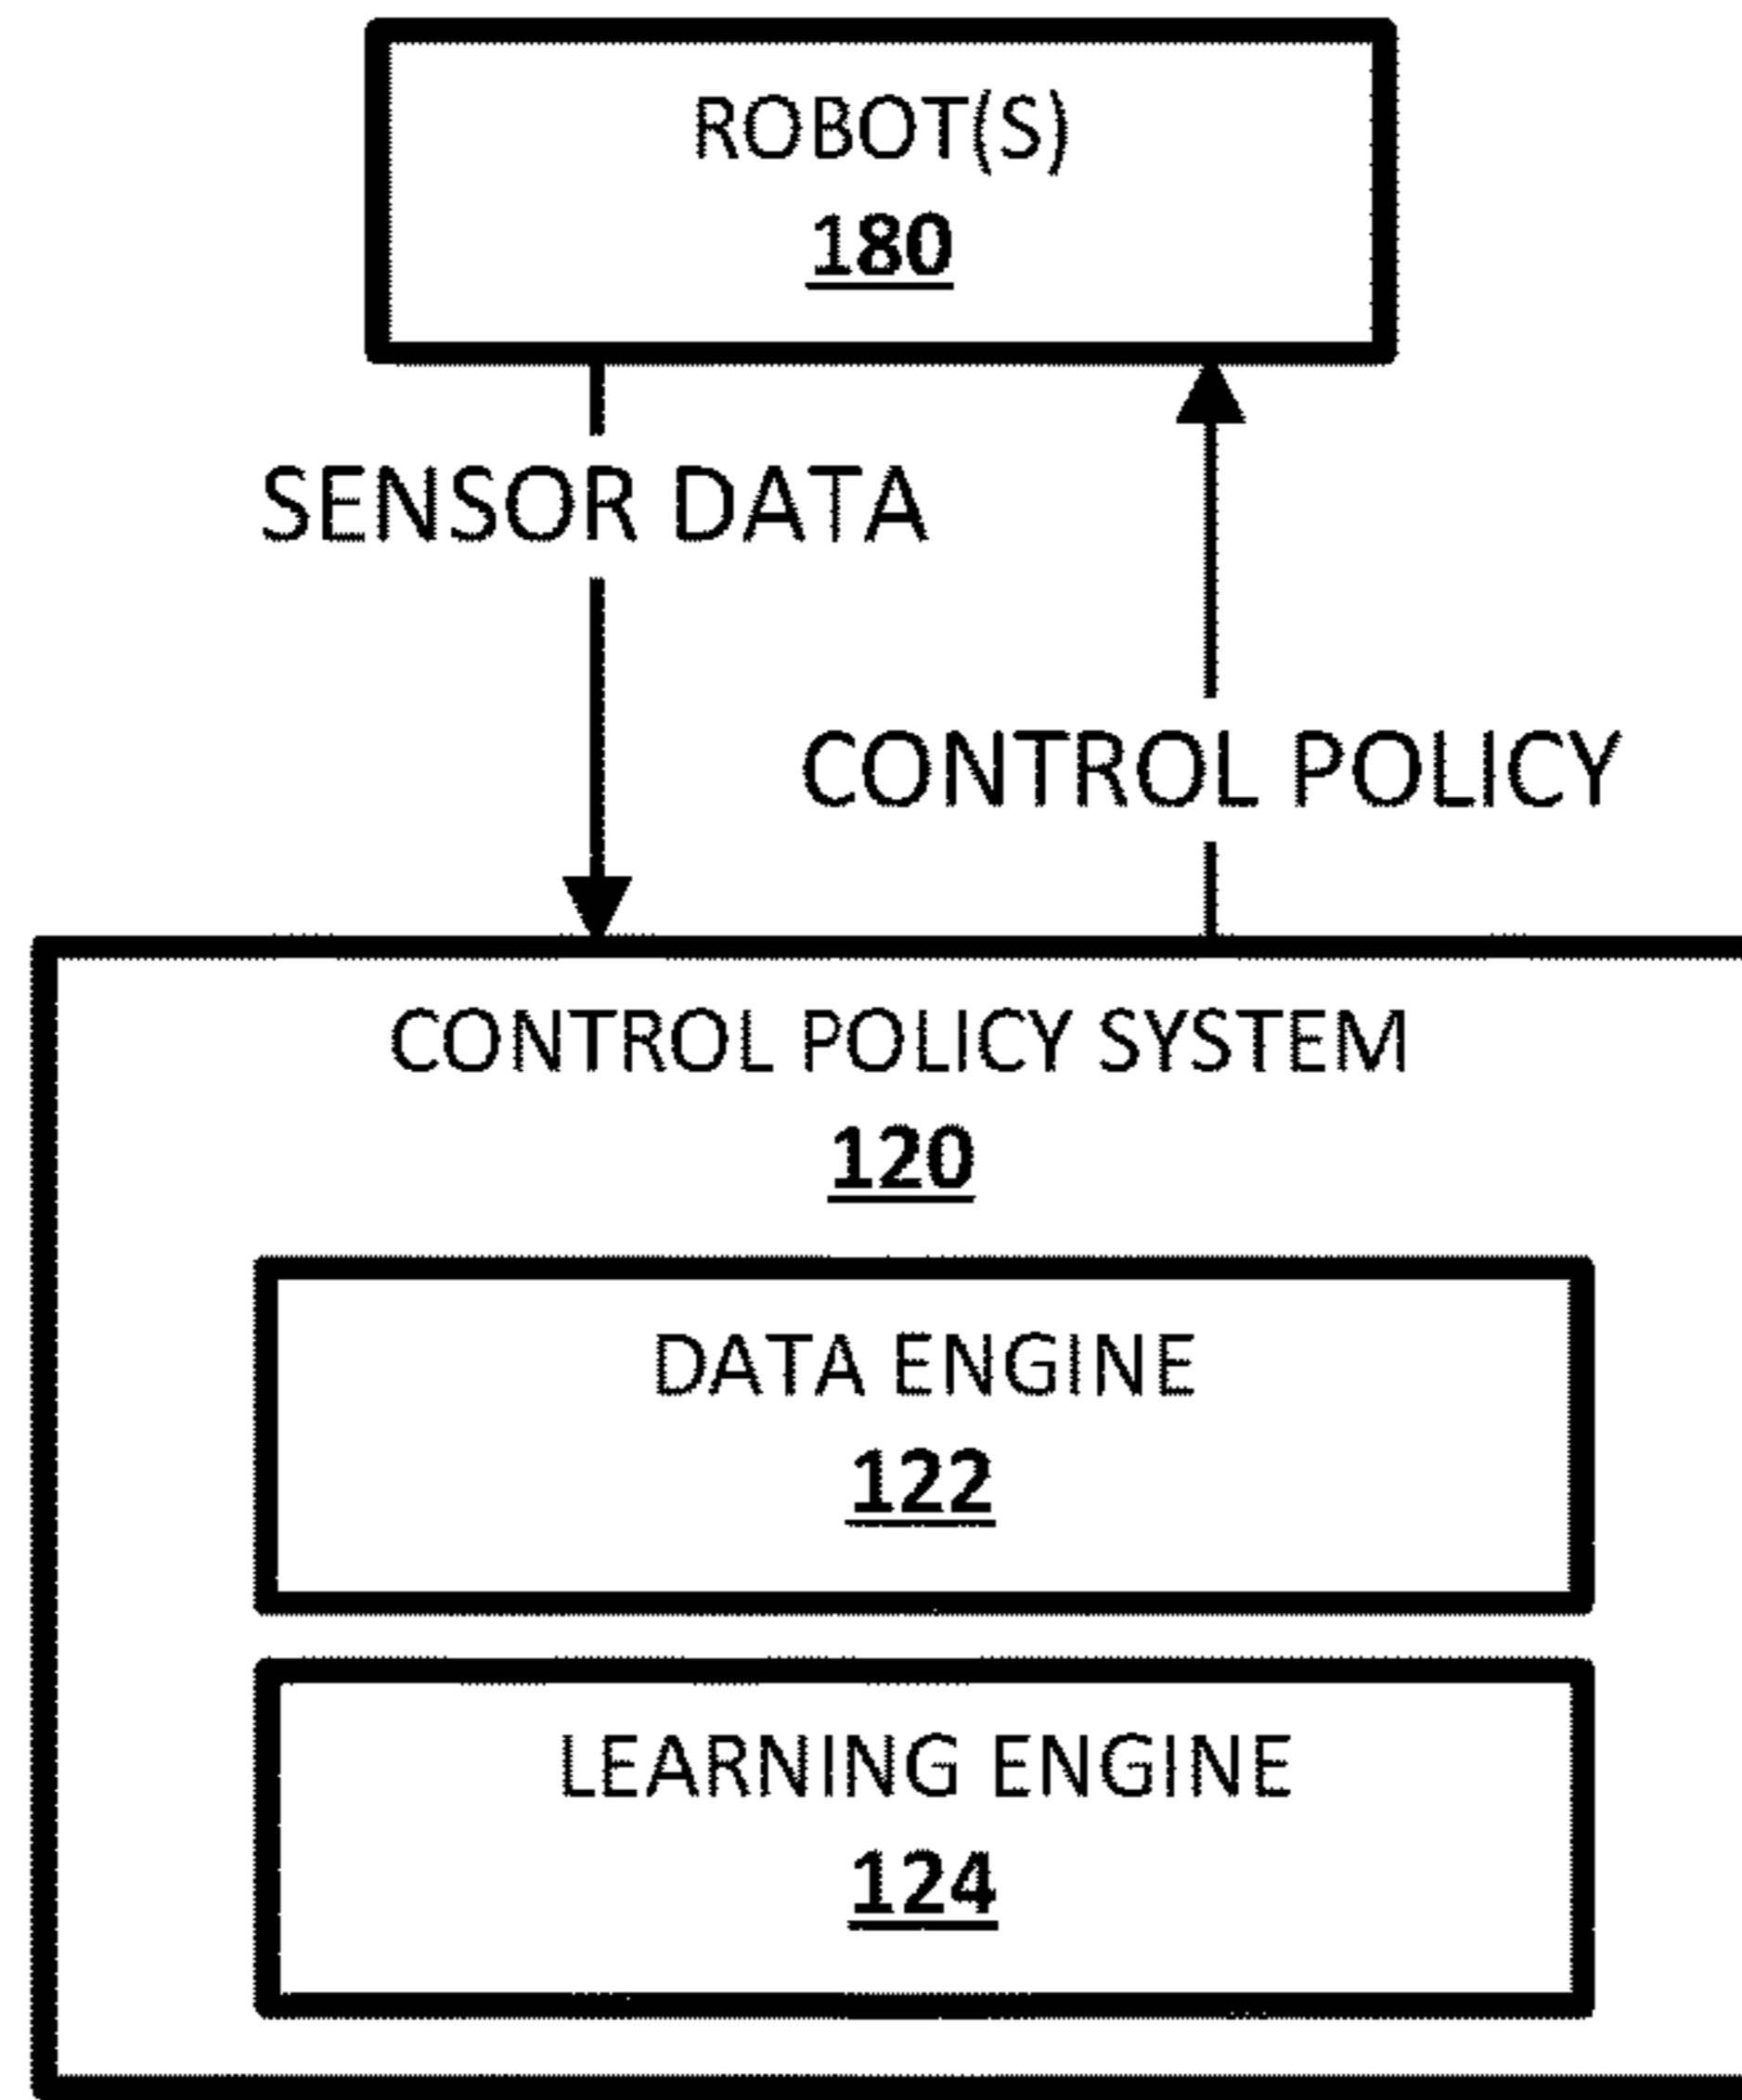 ROBOT(S)
180
SENSOR DATA
CONTROL POLICY
CONTROL POLICY SYSTEM
120
DATA ENGINE
122
LEARNING ENGINE
124